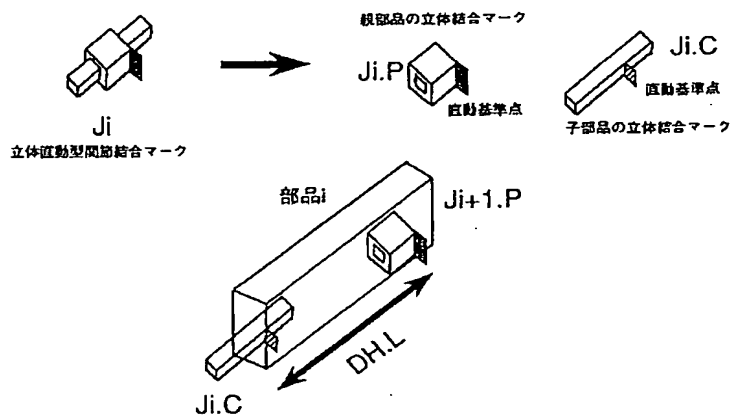 親部品の立体結合マーク
Ji.P
Ji.C
直動基準点
直動基準点
Ji
立体直動型関節結合マーク
子部品の立体結合マーク
部品i
Ji+1.P
DH.L
Ji.C